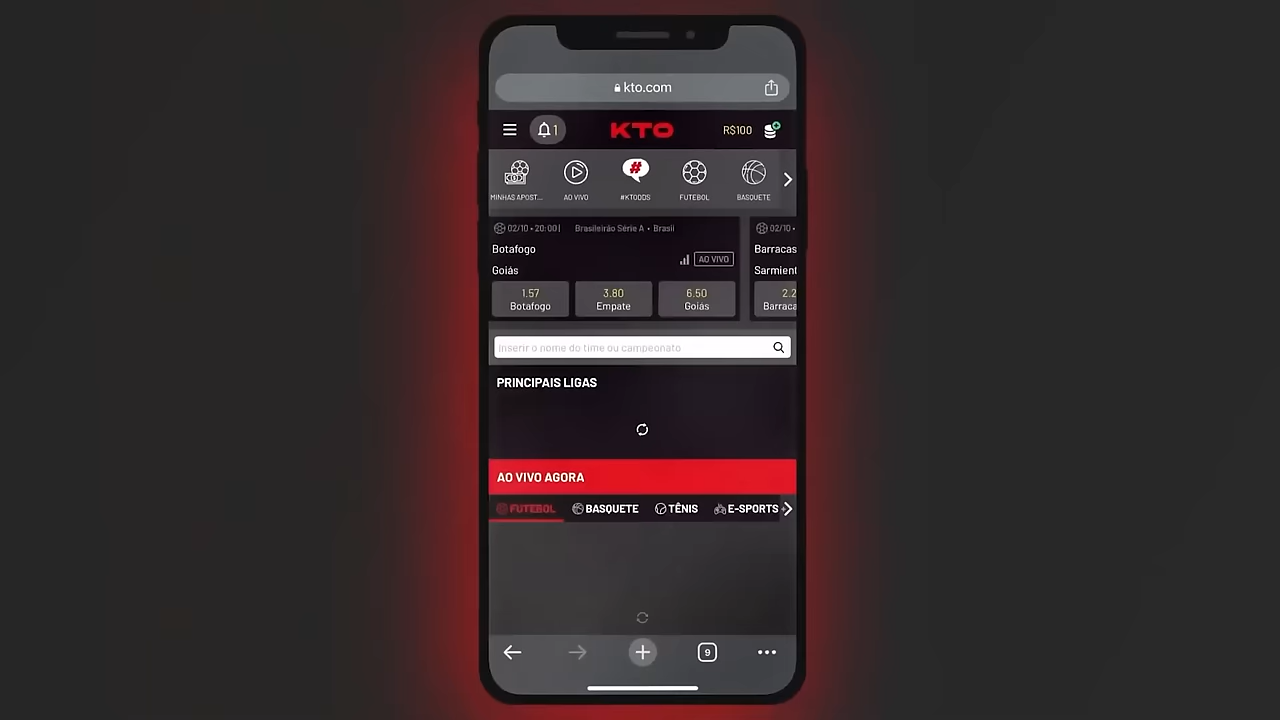 kto.com
1 KTO R$100
MINHAS APOST... AO VIVO #KTODDS FUTEBOL BASQUETE
02/10 • 20:00 | Brasileirão Série A • Brasil 02/10 •
Botafogo Barracas
AO VIVO
Goiás Sarmient
1.57 3.80 6.50 2.2
Botafogo Empate Goiás Barraca
Inserir o nome do time ou campeonato
PRINCIPAIS LIGAS
AO VIVO AGORA
FUTEBOL BASQUETE TÊNIS E-SPORTS
9